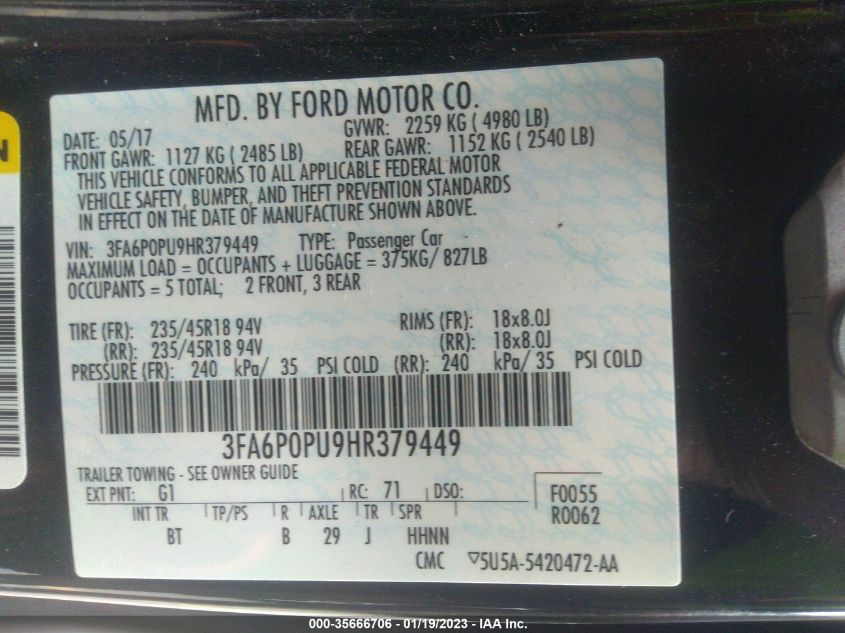 MFD. BY FORD MOTOR CO.
DATE: 05/17 GVWR: 2259 KG ( 4980 LB)
FRONT GAWR: 1127 KG ( 2485 LB) REAR GAWR: 1152 KG ( 2540 LB)
THIS VEHICLE CONFORMS TO ALL APPLICABLE FEDERAL MOTOR
VEHICLE SAFETY, BUMPER, AND THEFT PREVENTION STANDARDS
IN EFFECT ON THE DATE OF MANUFACTURE SHOWN ABOVE.
VIN: 3FA6P0PU9HR379449 TYPE: Passenger Car
MAXIMUM LOAD = OCCUPANTS + LUGGAGE = 375KG/ 827LB
OCCUPANTS = 5 TOTAL; 2 FRONT, 3 REAR
TIRE (FR): 235/45R18 94V RIMS (FR): 18x8.0J
(RR): 235/45R18 94V (RR): 18x8.0J
PRESSURE (FR): 240 kPa/ 35 PSI COLD (RR): 240 kPa/ 35 PSI COLD
3FA6P0PU9HR379449
TRAILER TOWING - SEE OWNER GUIDE
EXT PNT: G1 RC: 71 DSO: F0055
INT TR TP/PS R AXLE TR SPR R0062
BT B 29 J HHNN
CMC ▽5U5A-5420472-AA
N
000-35666706 - 01/19/2023 - IAA Inc.